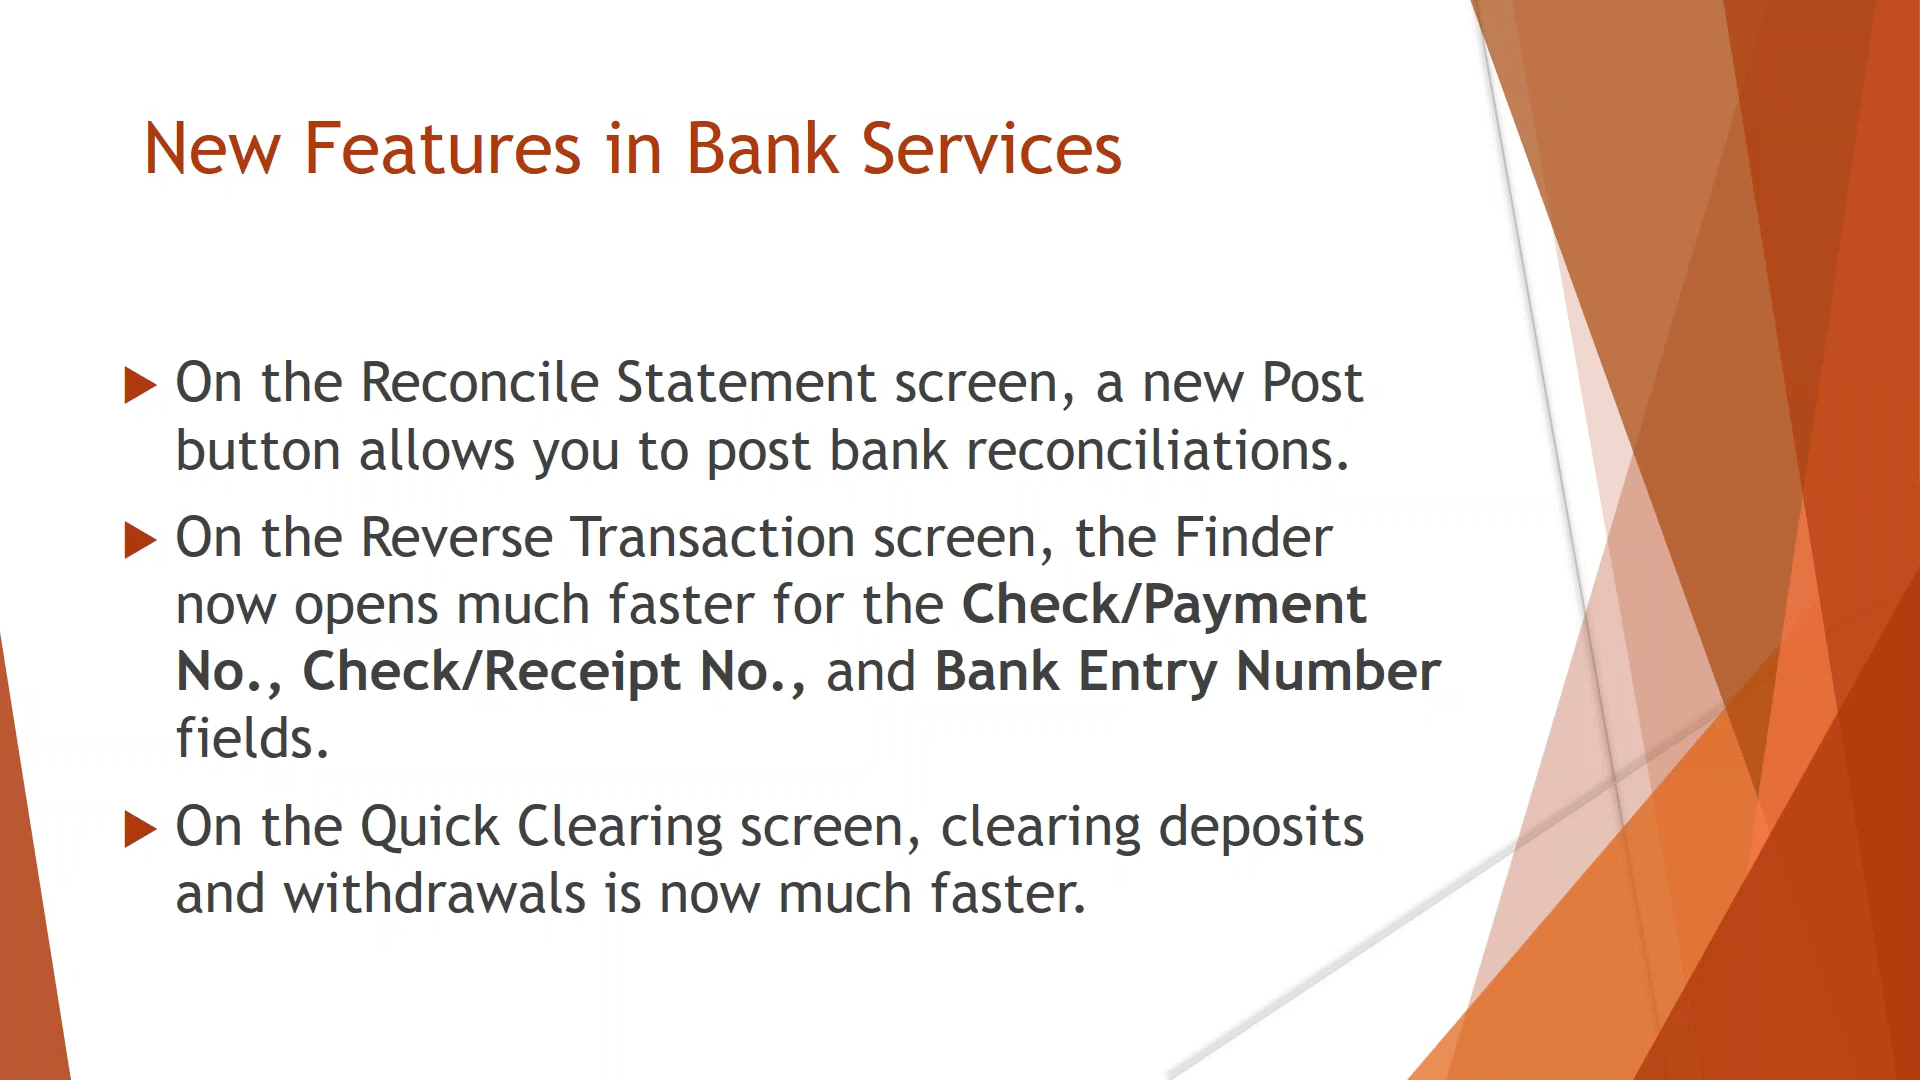 New Features in Bank Services
On the Reconcile Statement screen, a new Post
button allows you to post bank reconciliations.
On the Reverse Transaction screen, the Finder
now opens much faster for the Check/Payment
No., Check/Receipt No., and Bank Entry Number
fields.
On the Quick Clearing screen, clearing deposits
and withdrawals is now much faster.